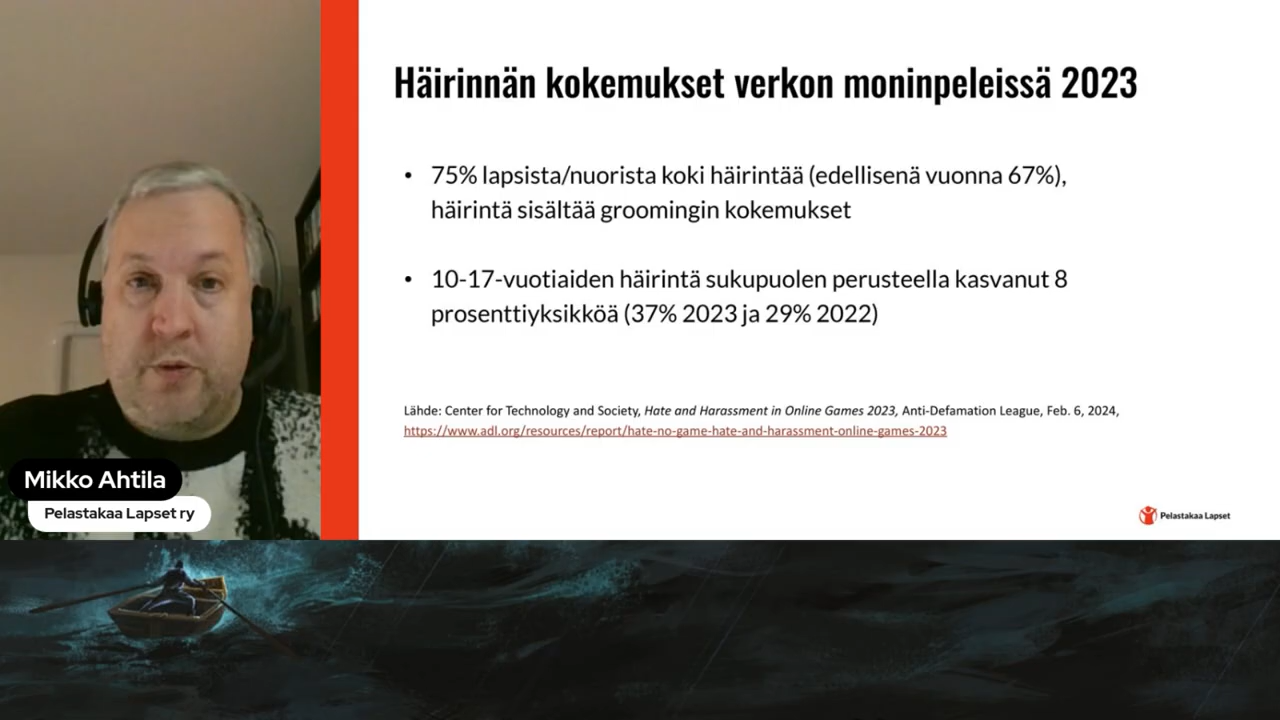 Häirinnän kokemukset verkon moninpeleissä 2023
• 75% lapsista/nuorista koki häirintää (edellisenä vuonna 67%),
häirintä sisältää groomingin kokemukset
• 10-17-vuotiaiden häirintä sukupuolen perusteella kasvanut 8
prosenttiyksikköä (37% 2023 ja 29% 2022)
Lähde: Center for Technology and Society, Hate and Harassment in Online Games 2023, Anti-Defamation League, Feb. 6, 2024,
https://www.adl.org/resources/report/hate-no-game-hate-and-harassment-online-games-2023
Mikko Ahtila
Pelastakaa Lapset ry
Pelastakaa Lapset